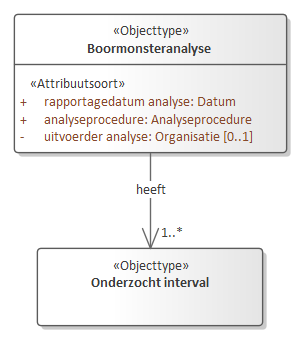 «Objecttype»
Boormonsteranalyse
«Attribuutsoort»
+ rapportagedatum analyse: Datum
+ analyseprocedure: Analyseprocedure
- uitvoerder analyse: Organisatie [0..1]
heeft
1..*
«Objecttype»
Onderzocht interval